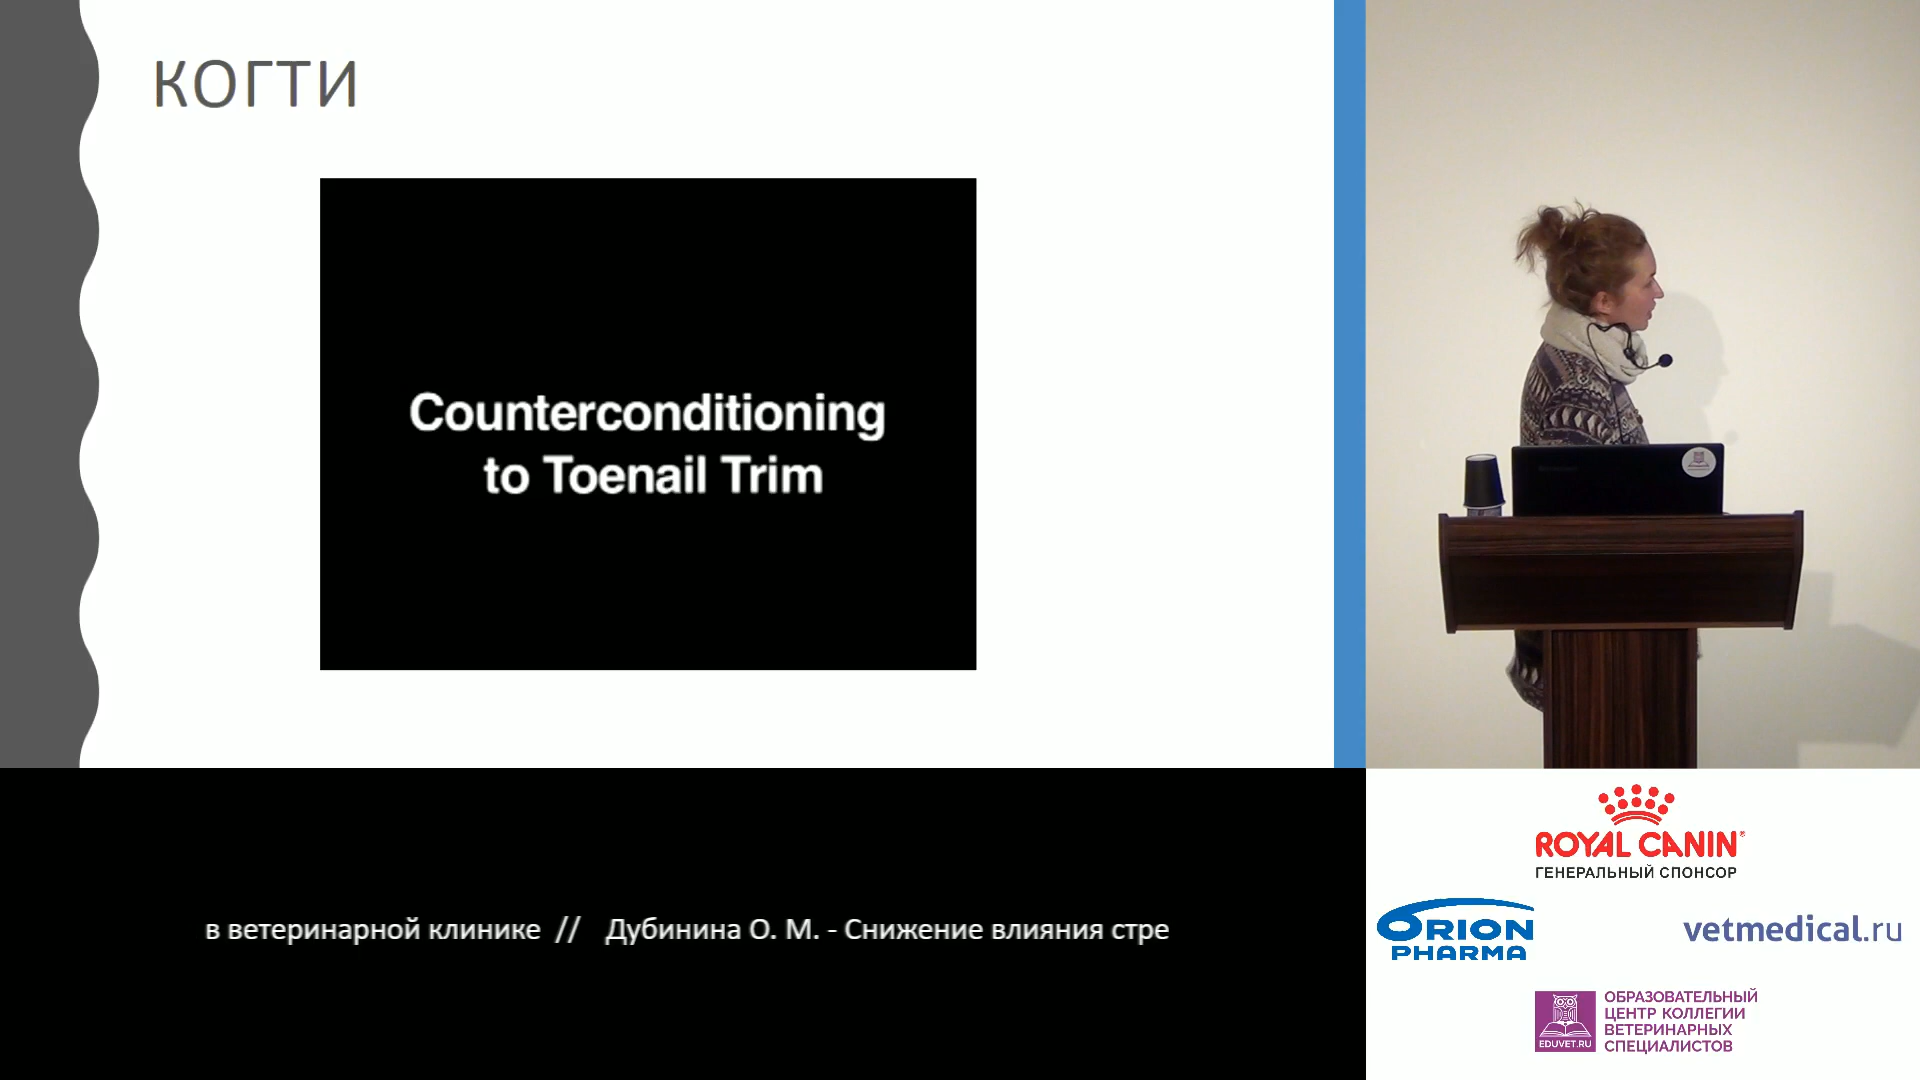 КОГТИ
Counterconditioning
to Toenail Trim
в ветеринарной клинике // Дубинина О. М. - Снижение влияния стре
ROYAL CANIN®
ГЕНЕРАЛЬНЫЙ СПОНСОР
ORION
PHARMA
vetmedical.ru
EDUVET.RU
ОБРАЗОВАТЕЛЬНЫЙ
ЦЕНТР КОЛЛЕГИИ
ВЕТЕРИНАРНЫХ
СПЕЦИАЛИСТОВ